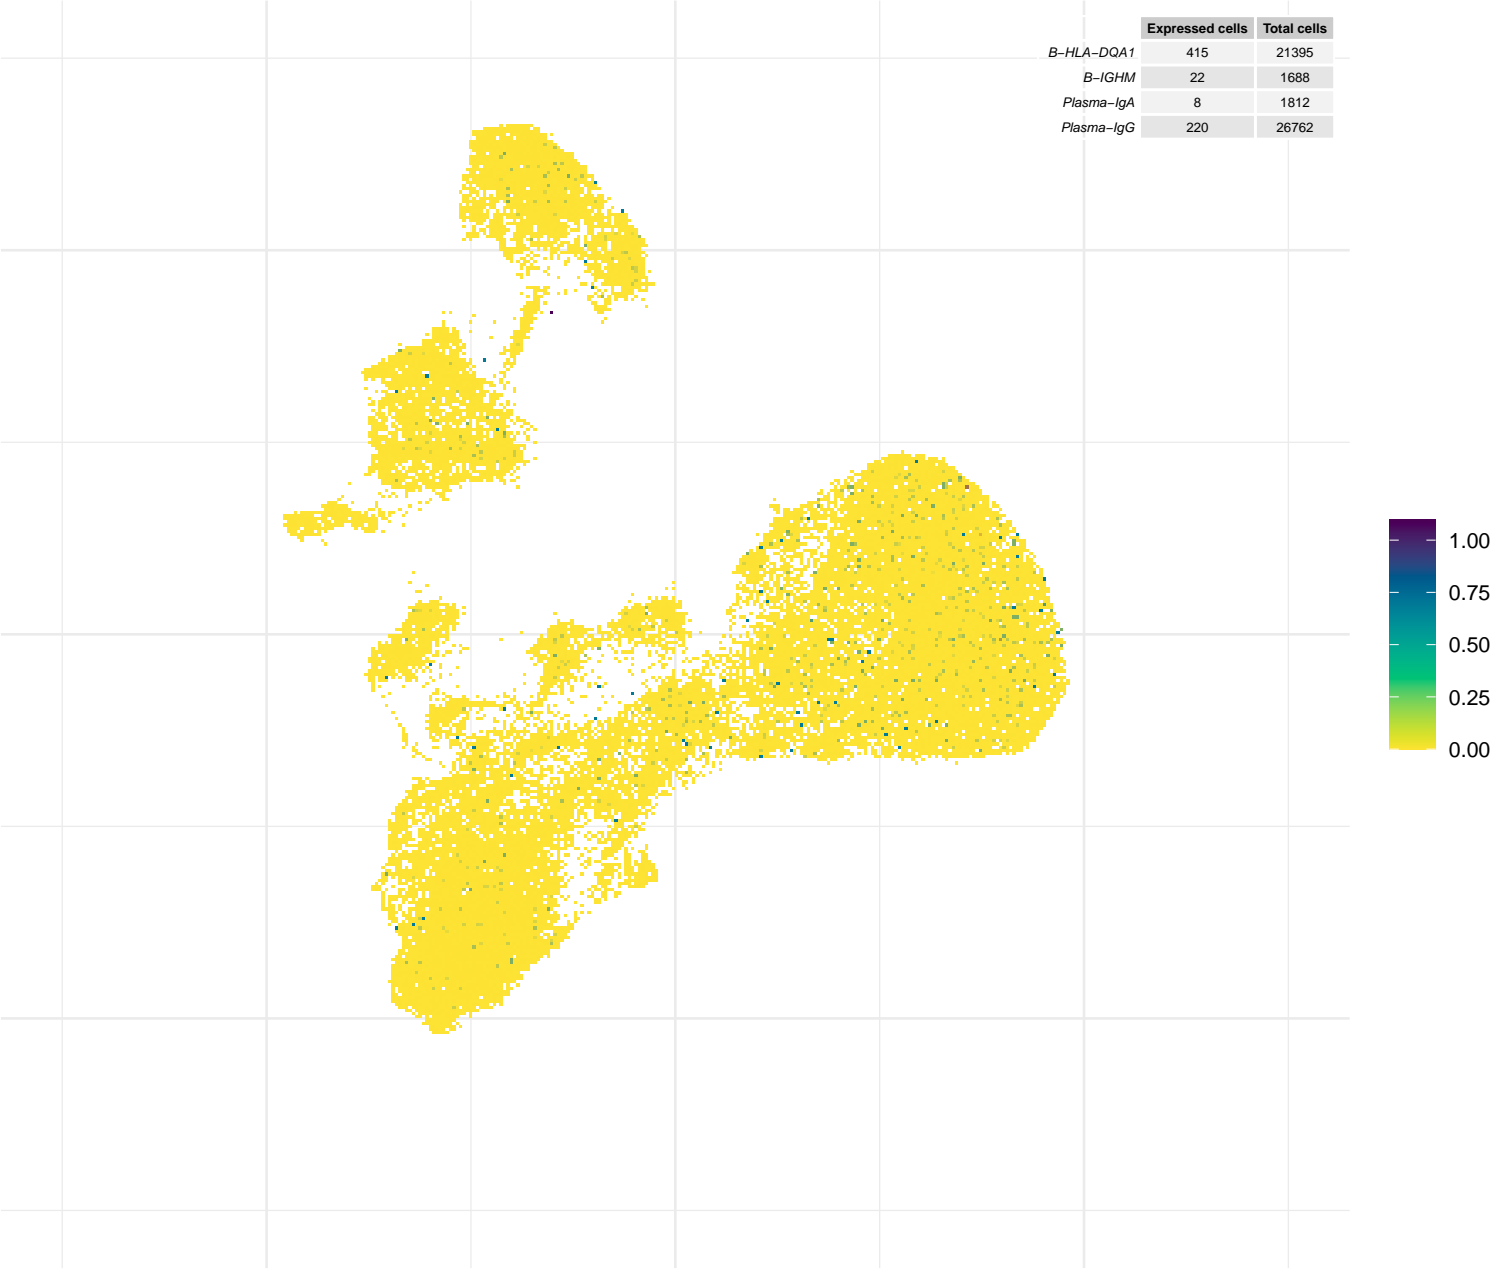 Expressed cells Total cells
B−HLA−DQA1 415 21395
B−IGHM 22 1688
Plasma−IgA 8 1812
Plasma−IgG 220 26762
1.00
0.75
0.50
0.25
0.00